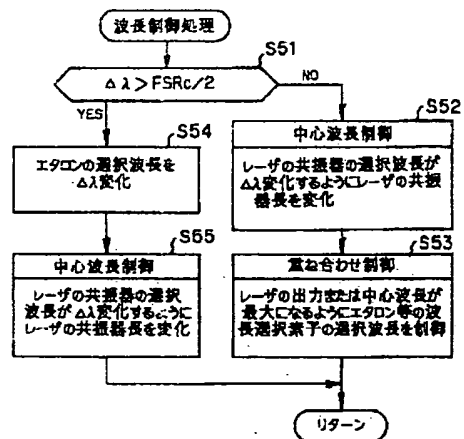 波長制御処理
S51
Δλ>FSRc/2
NO
YES
S54
エタロンの選択波長を
Δλ変化
S55
中心波長制御
レーザの共振器の選択
波長がΔλ変化するように
レーザの共振器長を変化
S52
中心波長制御
レーザの共振器の選択波長が
Δλ変化するようにレーザの共振
器長を変化
S53
重ね合わせ制御
レーザの出力または中心波長が
最大になるようにエタロン等の波
長選択素子の選択波長を制御
リターン